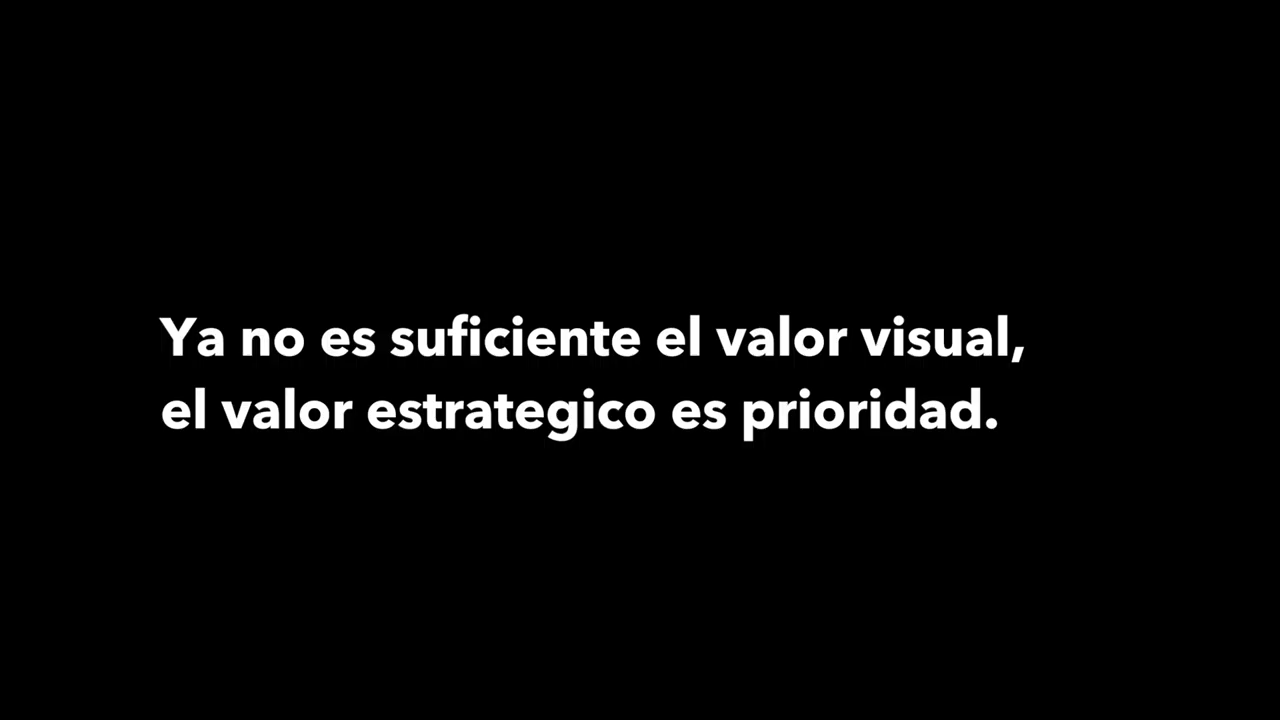 Ya no es suficiente el valor visual,
el valor estrategico es prioridad.